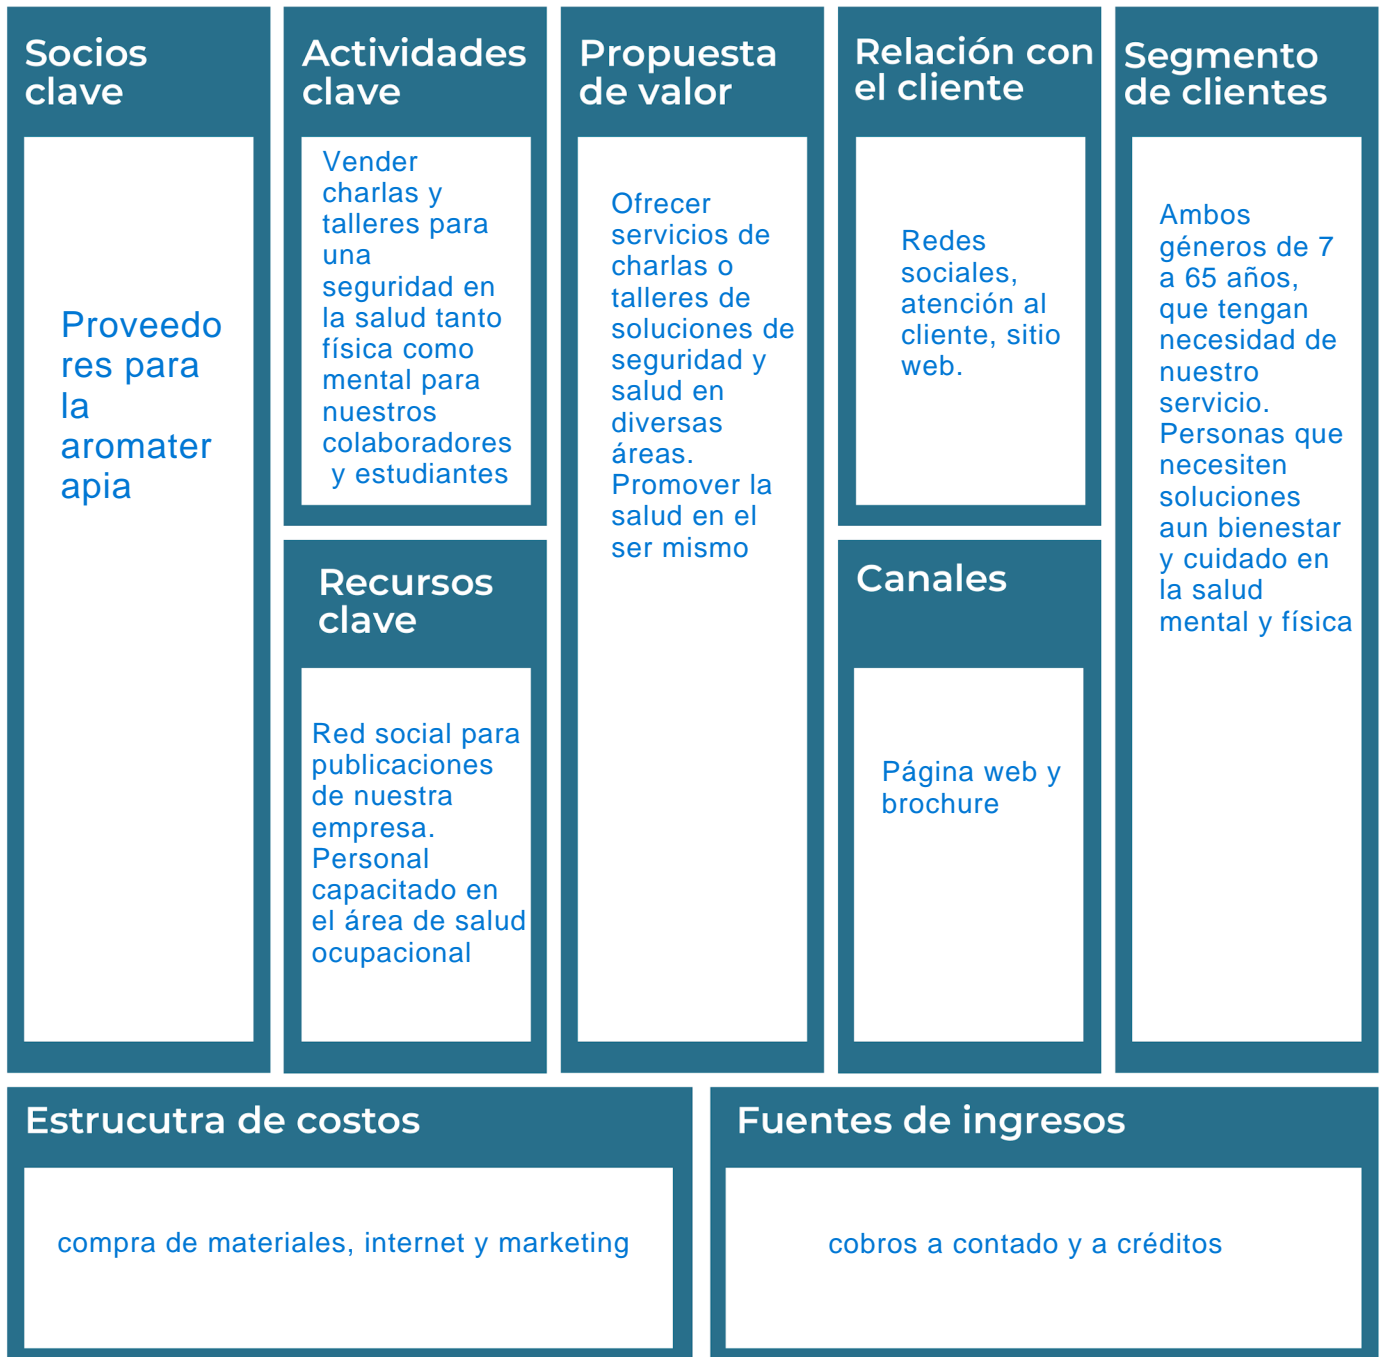 Socios
clave
Proveedo
res para
la
aromater
apia
Actividades
clave
Vender
charlas y
talleres para
una
seguridad en
la salud tanto
física como
mental para
nuestros
colaboradores
y estudiantes
Recursos
clave
Red social para
publicaciones
de nuestra
empresa.
Personal
capacitado en
el área de salud
ocupacional
Propuesta
de valor
Ofrecer
servicios de
charlas o
talleres de
soluciones de
seguridad y
salud en
diversas
áreas.
Promover la
salud en el
ser mismo
Relación con
el cliente
Redes
sociales,
atención al
cliente, sitio
web.
Canales
Página web y
brochure
Segmento
de clientes
Ambos
géneros de 7
a 65 años,
que tengan
necesidad de
nuestro
servicio.
Personas que
necesiten
soluciones
aun bienestar
y cuidado en
la salud
mental y física
Estrucutra de costos
compra de materiales, internet y marketing
Fuentes de ingresos
cobros a contado y a créditos